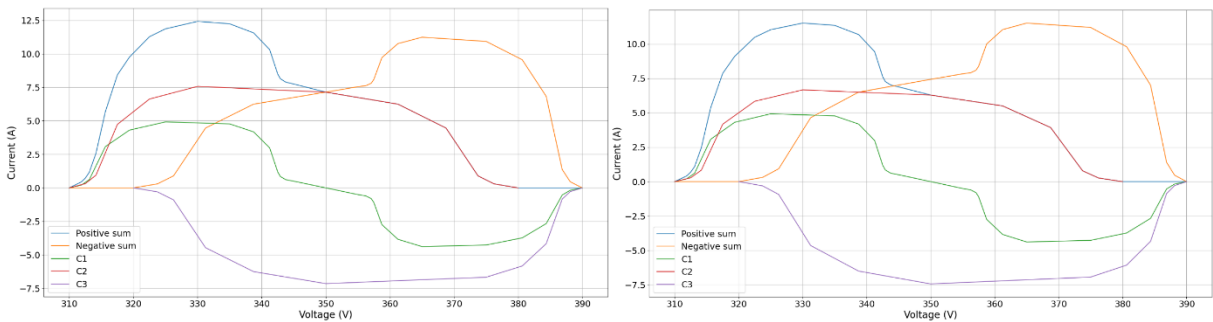 12.5
10.0
7.5
5.0
2.5
0.0
−2.5
−5.0
−7.5
Current (A)
Positive sum
Negative sum
C1
C2
C3
310 320 330 340 350 360 370 380 390
Voltage (V)
10.0
7.5
5.0
2.5
0.0
−2.5
−5.0
−7.5
Current (A)
Positive sum
Negative sum
C1
C2
C3
310 320 330 340 350 360 370 380 390
Voltage (V)